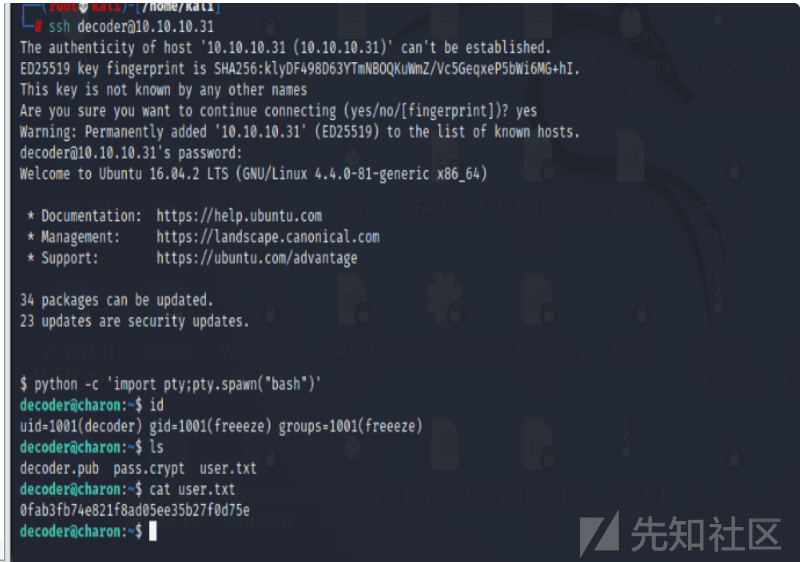 (root kali)-[/home/kali]
# ssh decoder@10.10.10.31
The authenticity of host '10.10.10.31 (10.10.10.31)' can't be established.
ED25519 key fingerprint is SHA256:klyDF498D63YTmNBOQKuWmZ/Vc5GeqxeP5bWi6MG+hI.
This key is not known by any other names
Are you sure you want to continue connecting (yes/no/[fingerprint])? yes
Warning: Permanently added '10.10.10.31' (ED25519) to the list of known hosts.
decoder@10.10.10.31's password:
Welcome to Ubuntu 16.04.2 LTS (GNU/Linux 4.4.0-81-generic x86_64)
* Documentation: https://help.ubuntu.com
* Management: https://landscape.canonical.com
* Support: https://ubuntu.com/advantage
34 packages can be updated.
23 updates are security updates.
$ python -c 'import pty;pty.spawn("bash")'
decoder@charon:~$ id
uid=1001(decoder) gid=1001(freeeze) groups=1001(freeeze)
decoder@charon:~$ ls
decoder.pub pass.crypt user.txt
decoder@charon:~$ cat user.txt
0fab3fb74e821f8ad05ee35b27f0d75e
decoder@charon:~$
先知社区